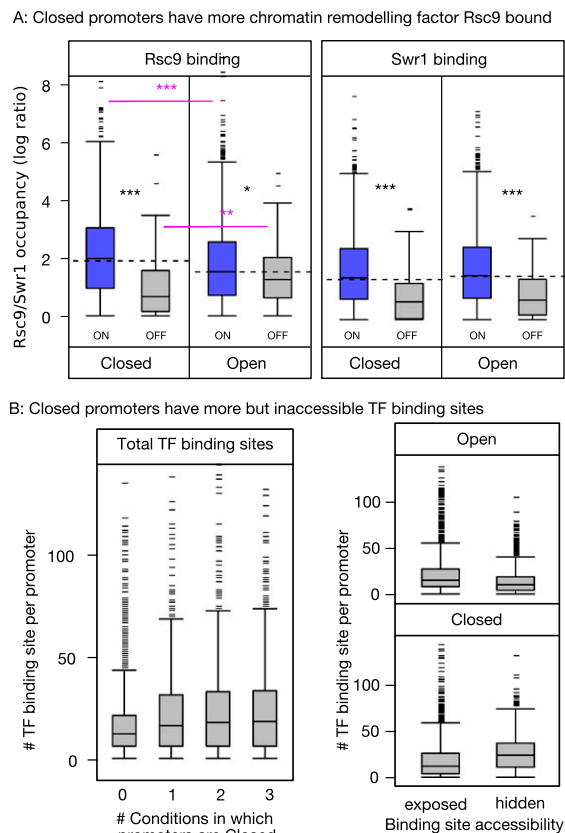 A: Closed promoters have more chromatin remodelling factor Rsc9 bound
Rsc9 binding
Swr1 binding
Rsc9/Swr1 occupancy (log ratio)
8
6
4
2
0
***
***
*
**
***
***
ON OFF ON OFF ON OFF ON OFF
Closed Open Closed Open
B: Closed promoters have more but inaccessible TF binding sites
Total TF binding sites
# TF binding site per promoter
100
50
0
0 1 2 3
# Conditions in which
promoters are Closed
Open
# TF binding site per promoter
100
50
0
Closed
100
50
0
exposed hidden
Binding site accessibility